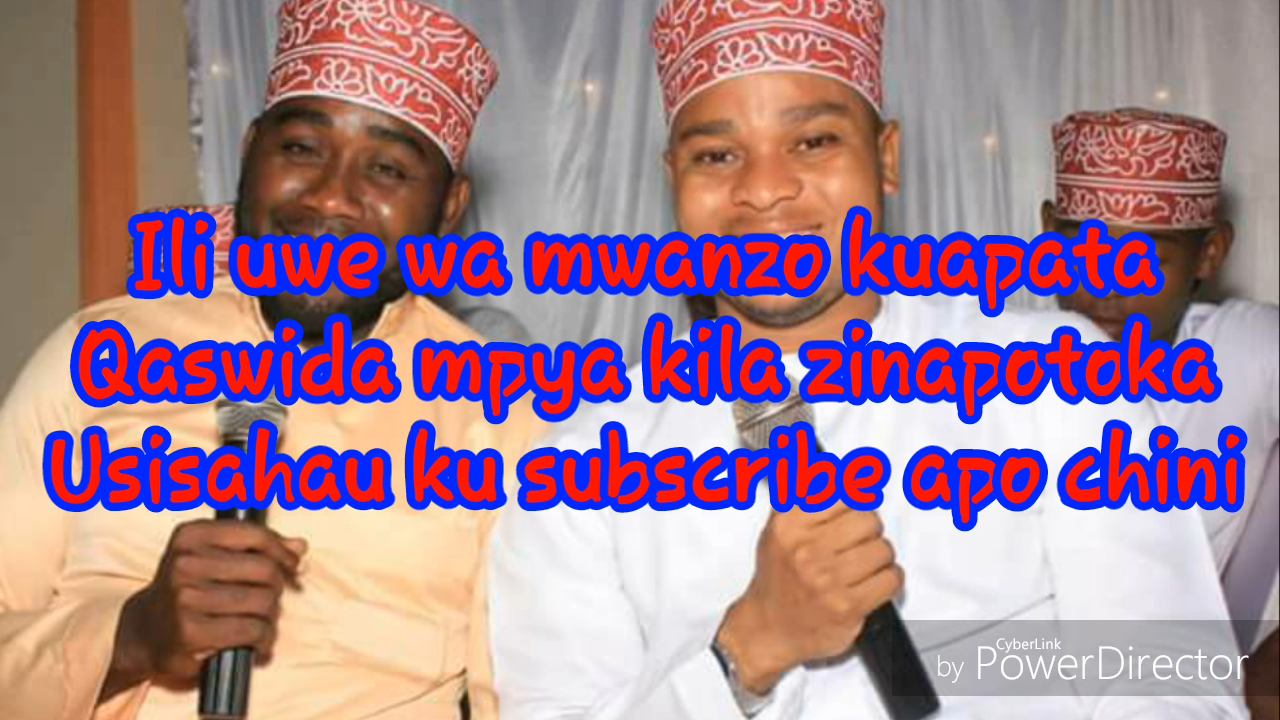 Ili uwe wa mwanzo kuapata
Qaswida mpya kila zinapotoka
Usisahau ku subscribe apo chini
CyberLink
by PowerDirector